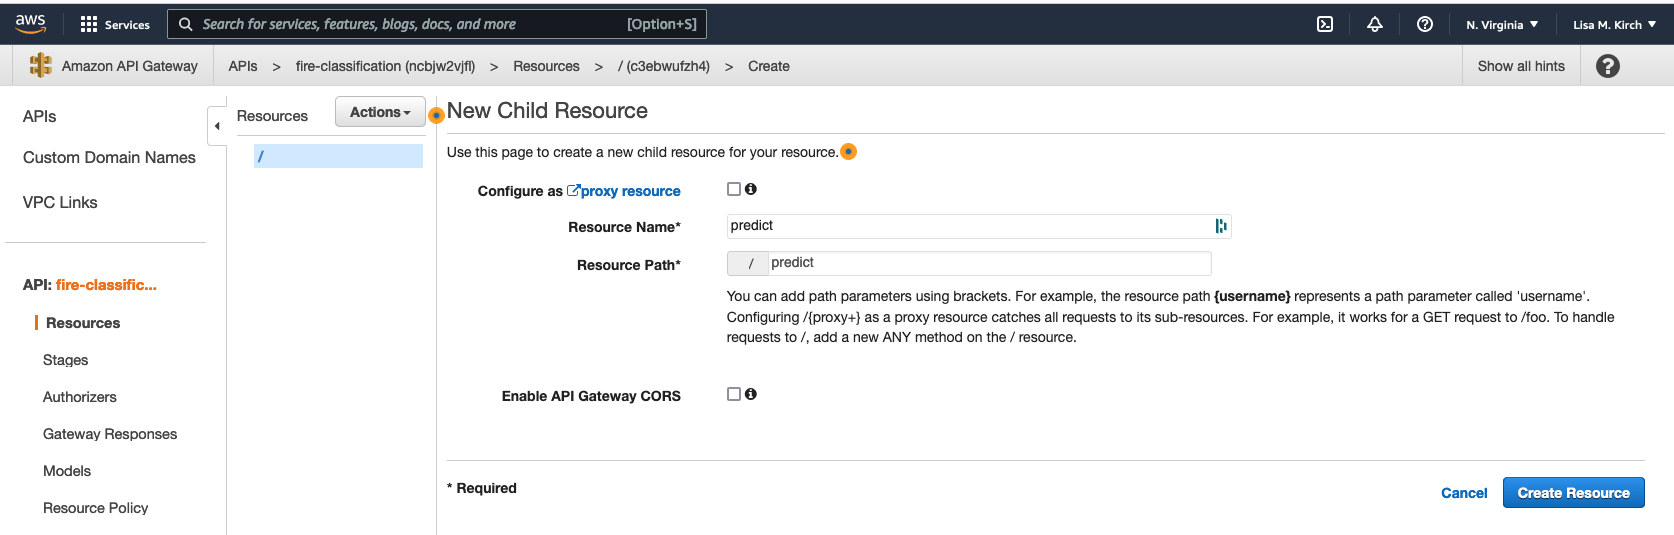 aws Services Search for services, features, blogs, docs, and more [Option+S] N. Virginia ▼ Lisa M. Kirch ▼
Amazon API Gateway APIs > fire-classification (ncbjw2vjfl) > Resources > / (c3ebwufzh4) > Create Show all hints ?
APIs
Custom Domain Names
VPC Links
API: fire-classific...
Resources
Stages
Authorizers
Gateway Responses
Models
Resource Policy
Resources Actions
/
New Child Resource
Use this page to create a new child resource for your resource.
Configure as proxy resource
Resource Name* predict
Resource Path* / predict
You can add path parameters using brackets. For example, the resource path {username} represents a path parameter called 'username'.
Configuring /{proxy+} as a proxy resource catches all requests to its sub-resources. For example, it works for a GET request to /foo. To handle
requests to /, add a new ANY method on the / resource.
Enable API Gateway CORS
* Required
Cancel Create Resource